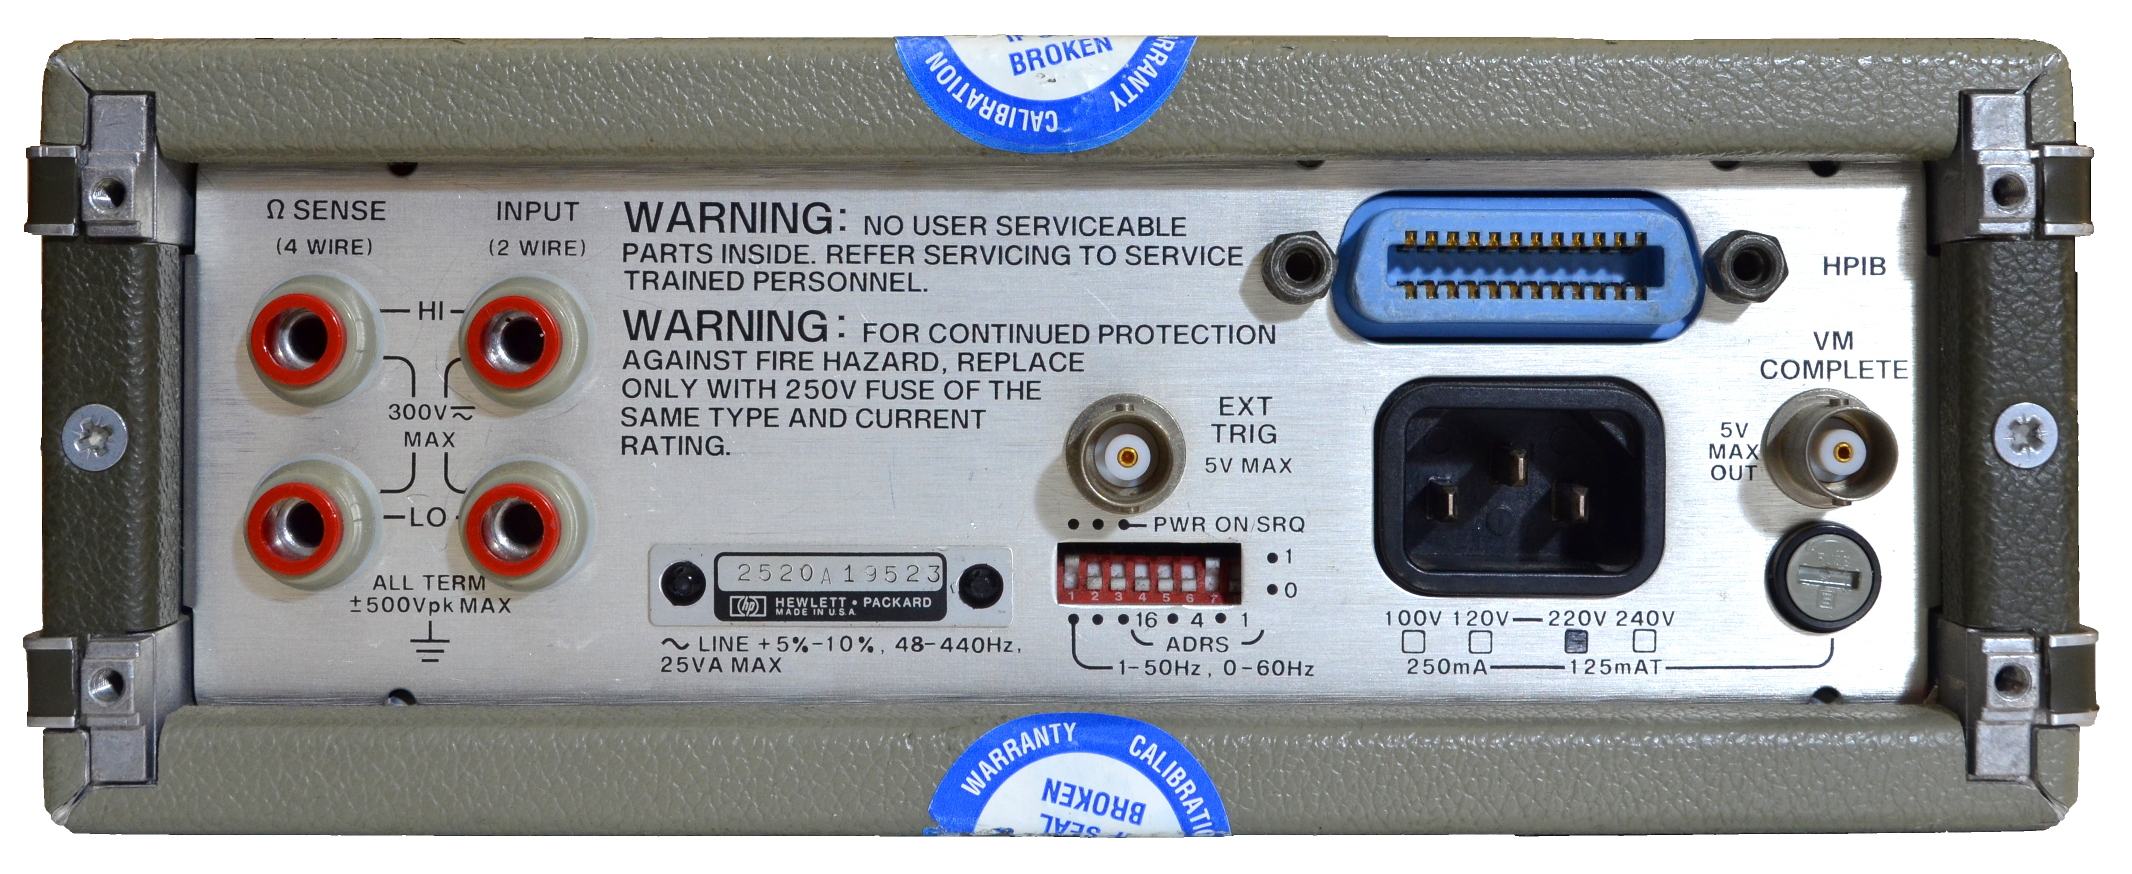 BROKEN
WARRANTY
CALIBRATION
Ω SENSE
(4 WIRE)
INPUT
(2 WIRE)
HI
300V
MAX
LO
ALL TERM
±500Vpk MAX
WARNING: NO USER SERVICEABLE
PARTS INSIDE. REFER SERVICING TO SERVICE
TRAINED PERSONNEL.
WARNING: FOR CONTINUED PROTECTION
AGAINST FIRE HAZARD, REPLACE
ONLY WITH 250V FUSE OF THE
SAME TYPE AND CURRENT
RATING.
2520A19523
hp HEWLETT • PACKARD
MADE IN U.S.A.
~ LINE +5%-10%, 48-440Hz,
25VA MAX
EXT
TRIG
5V MAX
PWR ON SRQ
1
0
1 2 3 4 5 6 7
16 • 4 • 1
ADRS
1-50Hz, 0-60Hz
HPIB
VM
COMPLETE
5V
MAX
OUT
100V 120V 220V 240V
250mA 125mAT
WARRANTY CALIBRATI
BROKEN
SEAL